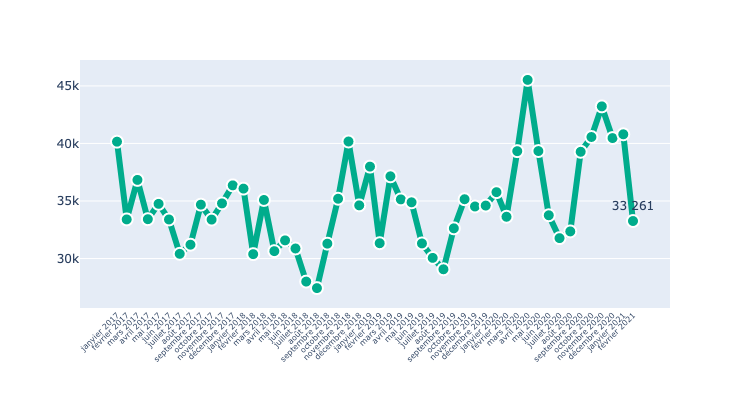 45k
40k
35k
30k
33 261
janvier 2017
février 2017
mars 2017
avril 2017
mai 2017
juin 2017
juillet 2017
août 2017
septembre 2017
octobre 2017
novembre 2017
décembre 2017
janvier 2018
février 2018
mars 2018
avril 2018
mai 2018
juin 2018
juillet 2018
août 2018
septembre 2018
octobre 2018
novembre 2018
décembre 2018
janvier 2019
février 2019
mars 2019
avril 2019
mai 2019
juin 2019
juillet 2019
août 2019
septembre 2019
octobre 2019
novembre 2019
décembre 2019
janvier 2020
février 2020
mars 2020
avril 2020
mai 2020
juin 2020
juillet 2020
août 2020
septembre 2020
octobre 2020
novembre 2020
décembre 2020
janvier 2021
février 2021